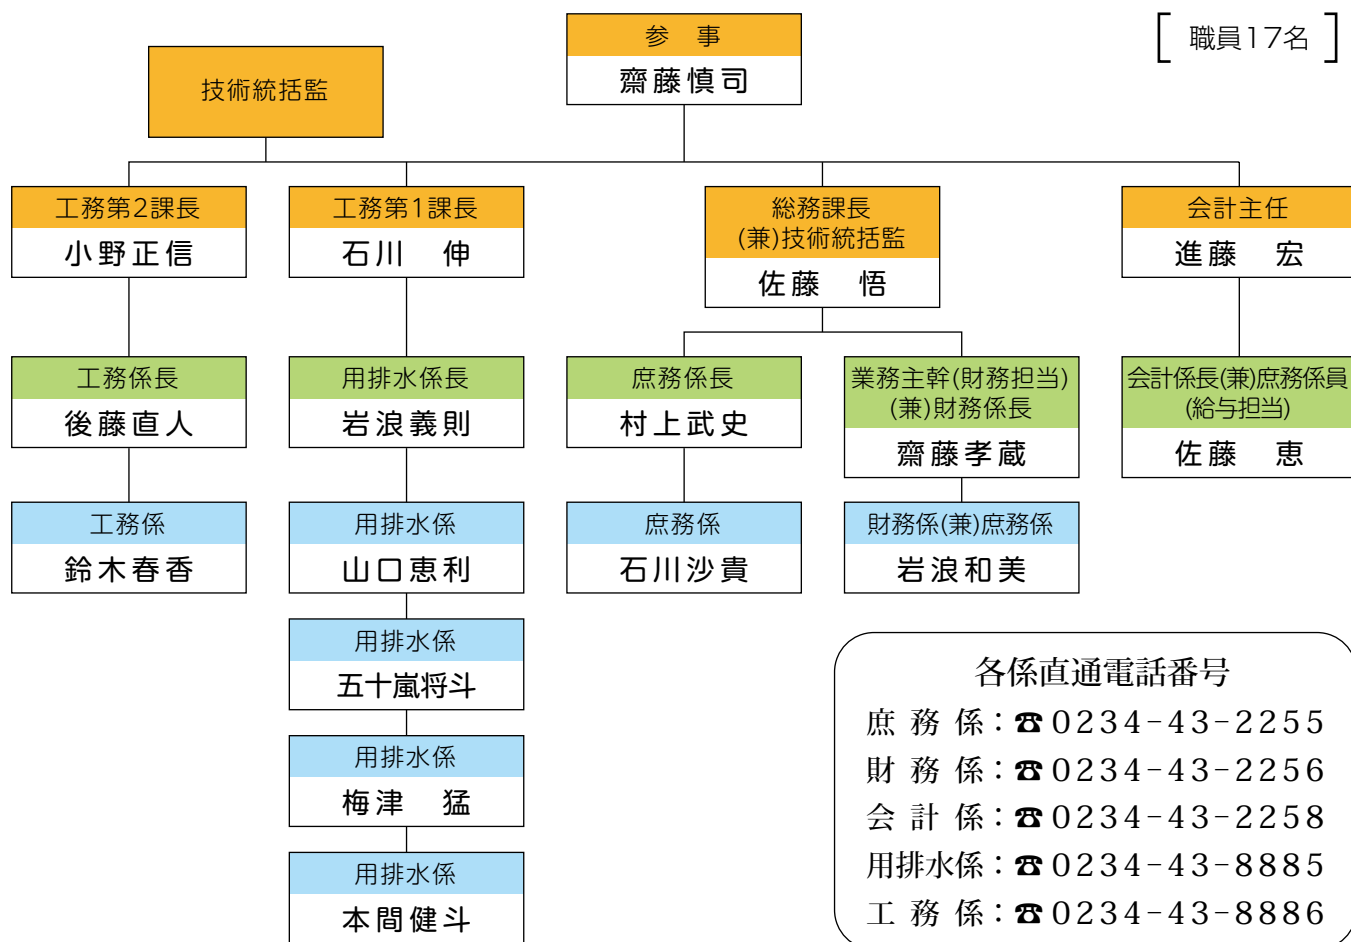 参　事
齋藤慎司
[ 職員17名 ]
技術統括監
工務第2課長
小野正信
工務第1課長
石川　伸
総務課長
(兼)技術統括監
佐藤　悟
会計主任
進藤　宏
工務係長
後藤直人
用排水係長
岩浪義則
庶務係長
村上武史
業務主幹(財務担当)
(兼)財務係長
齋藤孝蔵
会計係長(兼)庶務係員
(給与担当)
佐藤　恵
工務係
鈴木春香
用排水係
山口恵利
庶務係
石川沙貴
財務係(兼)庶務係
岩浪和美
用排水係
五十嵐将斗
用排水係
梅津　猛
用排水係
本間健斗
各係直通電話番号
庶 務 係：☎0234-43-2255
財 務 係：☎0234-43-2256
会 計 係：☎0234-43-2258
用排水係：☎0234-43-8885
工 務 係：☎0234-43-8886